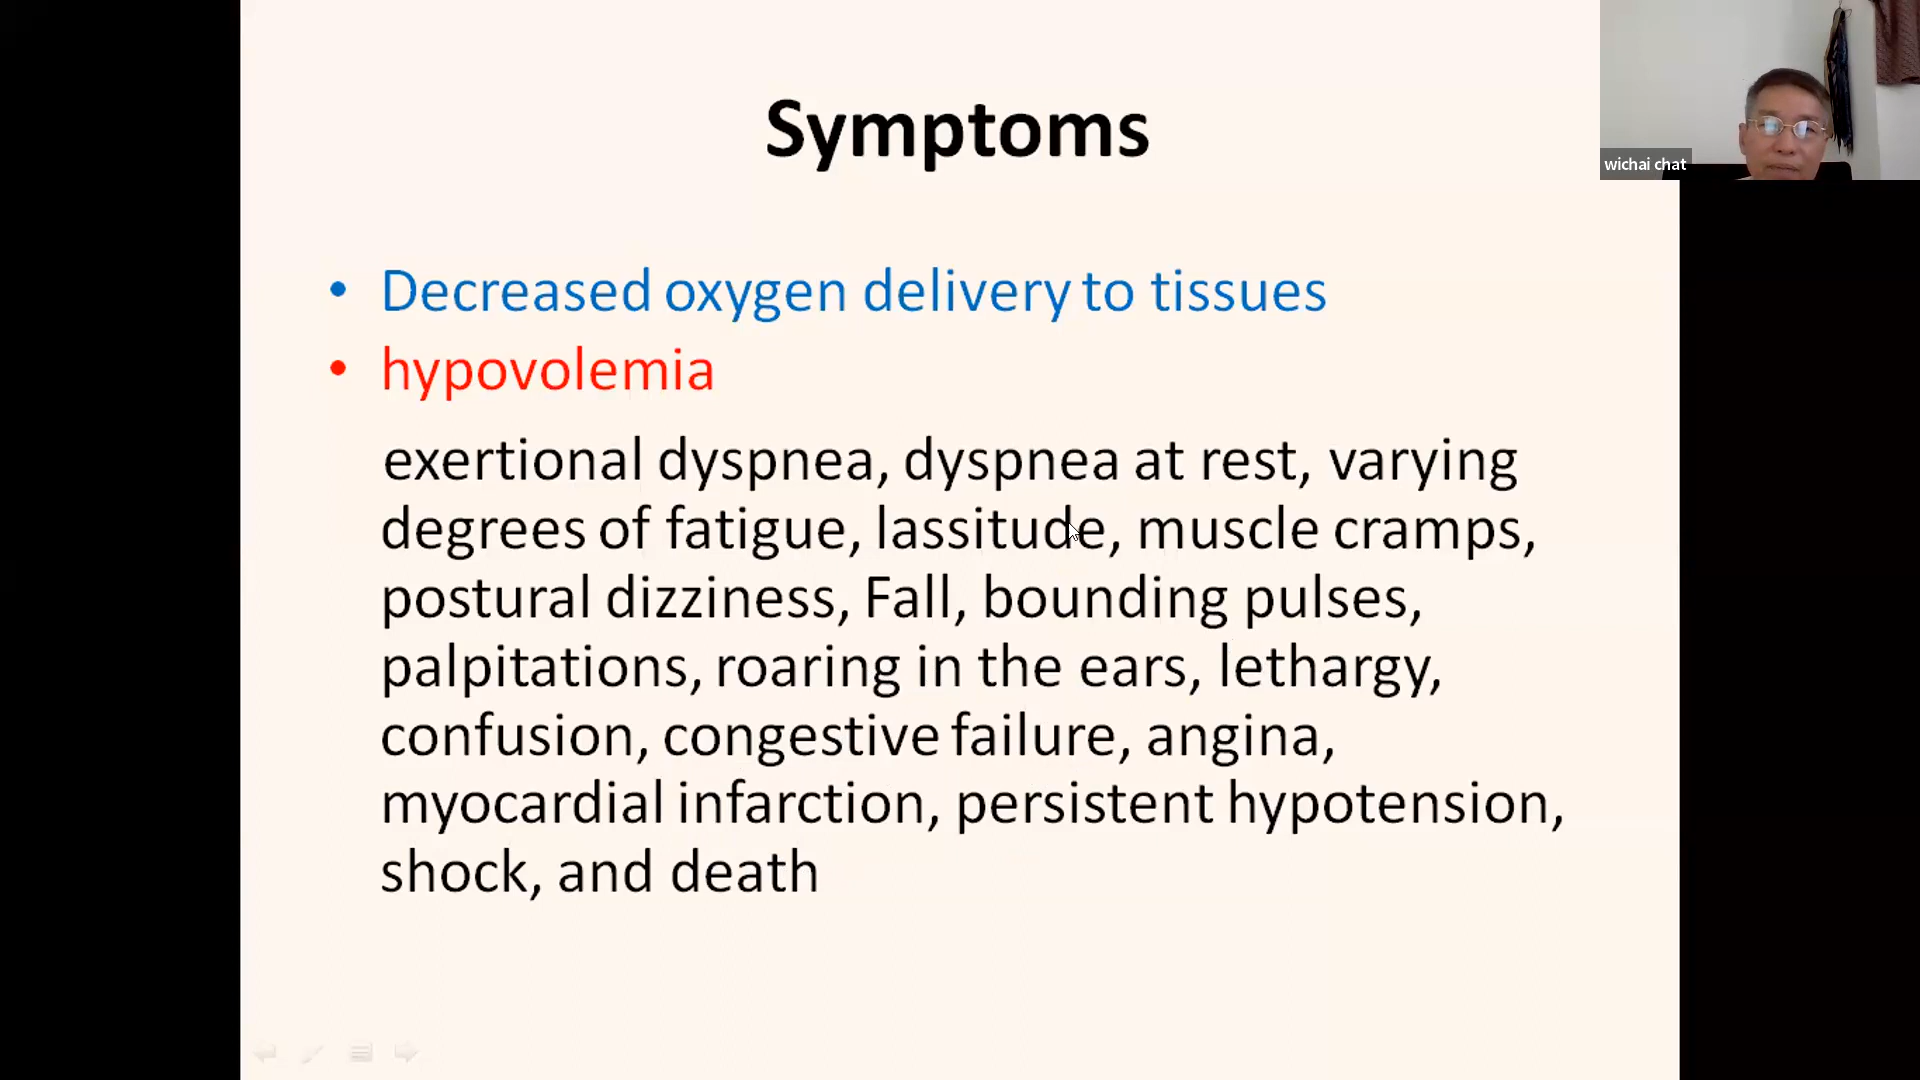 Symptoms
wichai chat
• Decreased oxygen delivery to tissues
• hypovolemia
exertional dyspnea, dyspnea at rest, varying
degrees of fatigue, lassitude, muscle cramps,
postural dizziness, Fall, bounding pulses,
palpitations, roaring in the ears, lethargy,
confusion, congestive failure, angina,
myocardial infarction, persistent hypotension,
shock, and death